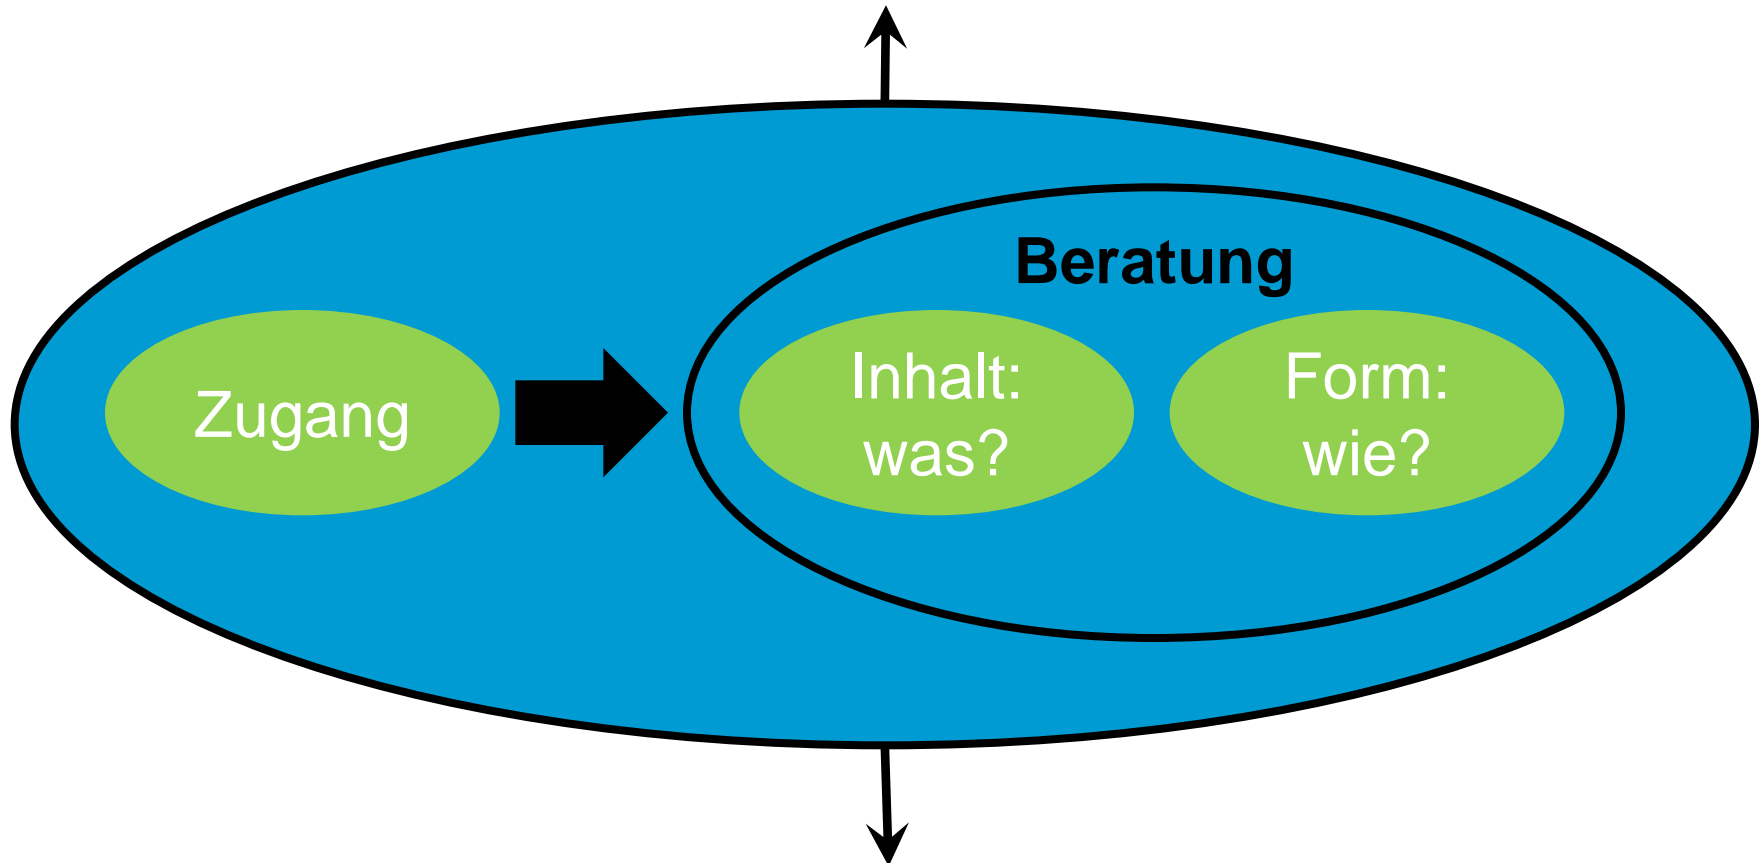 Beratung
Zugang
Inhalt:
was?
Form:
wie?